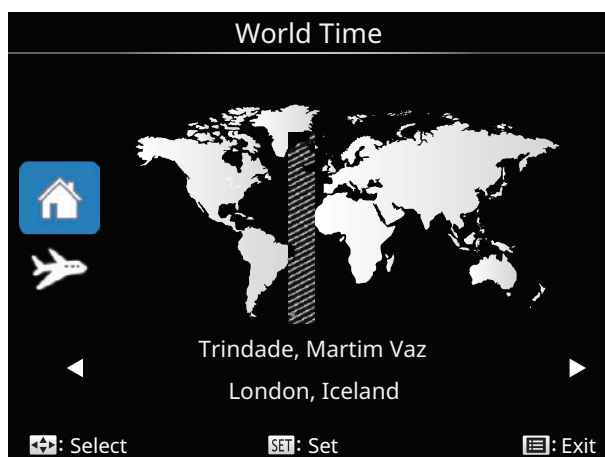 World Time
Trindade, Martim Vaz
London, Iceland
: Select SET : Set : Exit